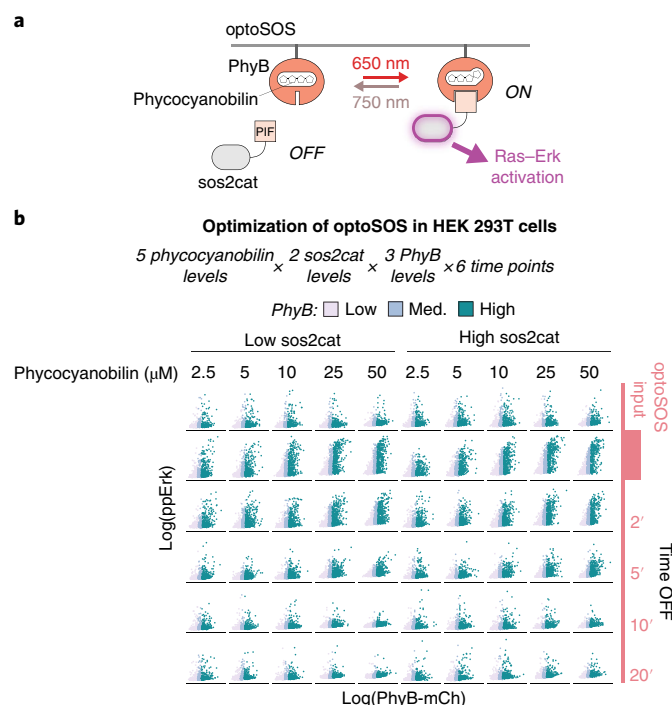 a
optoSOS
PhyB
650 nm
Phycocyanobilin
750 nm
ON
PIF
OFF
sos2cat
Ras–Erk
activation
b
Optimization of optoSOS in HEK 293T cells
5 phycocyanobilin levels × 2 sos2cat levels × 3 PhyB levels × 6 time points
PhyB: Low Med. High
Low sos2cat High sos2cat
Phycocyanobilin (μM) 2.5 5 10 25 50 2.5 5 10 25 50
optoSOS
input
Log(ppErk)
2′
5′
10′
20′
Time OFF
Log(PhyB-mCh)